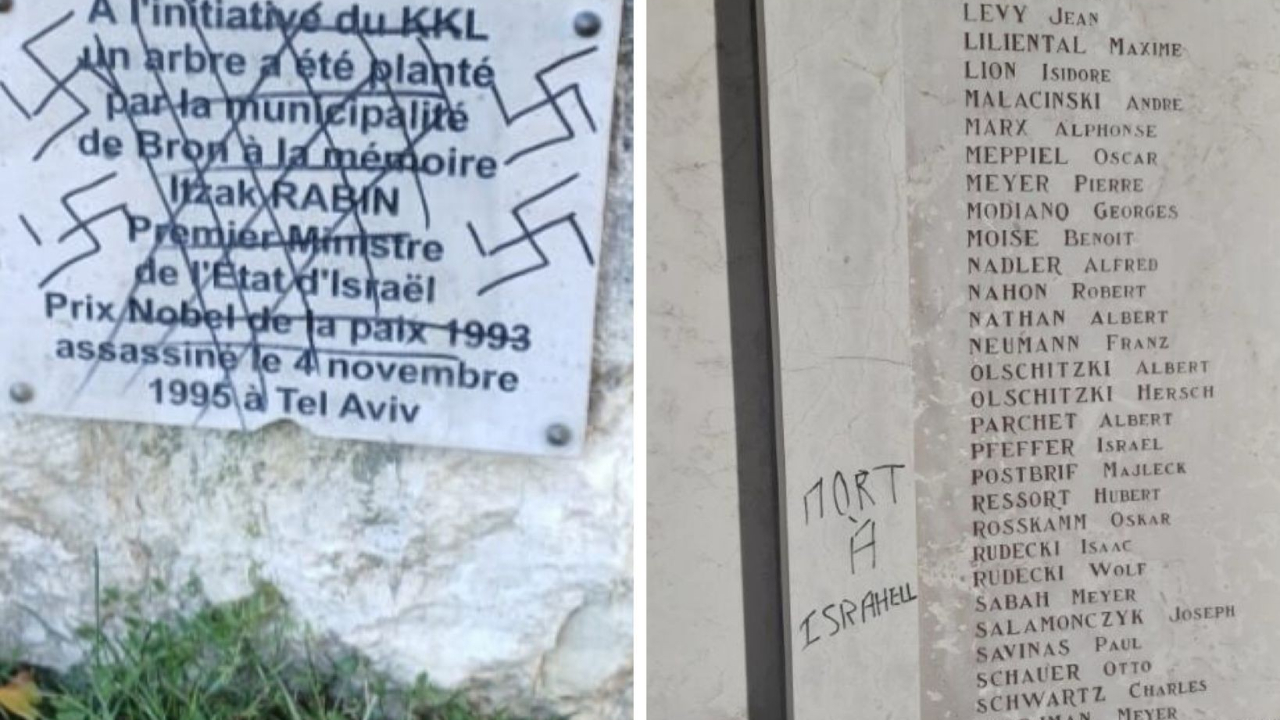 A l'initiative du KKL
un arbre a été planté
par la municipalité
de Bron à la mémoire
Itzak RABIN
Premier Ministre
de l'État d'Israël
Prix Nobel de la paix 1993
assassiné le 4 novembre
1995 à Tel Aviv
MORT
À
ISRAHELL
LEVY JEAN
LILIENTAL MAXIME
LION ISIDORE
MALACINSKI ANDRE
MARX ALPHONSE
MEPPIEL OSCAR
MEYER PIERRE
MODIANO GEORGES
MOISE BENOIT
NADLER ALFRED
NAHON ROBERT
NATHAN ALBERT
NEUMANN FRANZ
OLSCHITZKI ALBERT
OLSCHITZKI HERSCH
PARCHET ALBERT
PFEFFER ISRAEL
POSTBRIF MAJLECK
RESSORT HUBERT
ROSSKAMM OSKAR
RUDECKI ISAAC
RUDECKI WOLF
SABAH MEYER
SALAMONCZYK JOSEPH
SAVINAS PAUL
SCHAUER OTTO
SCHWARTZ CHARLES
MEYER